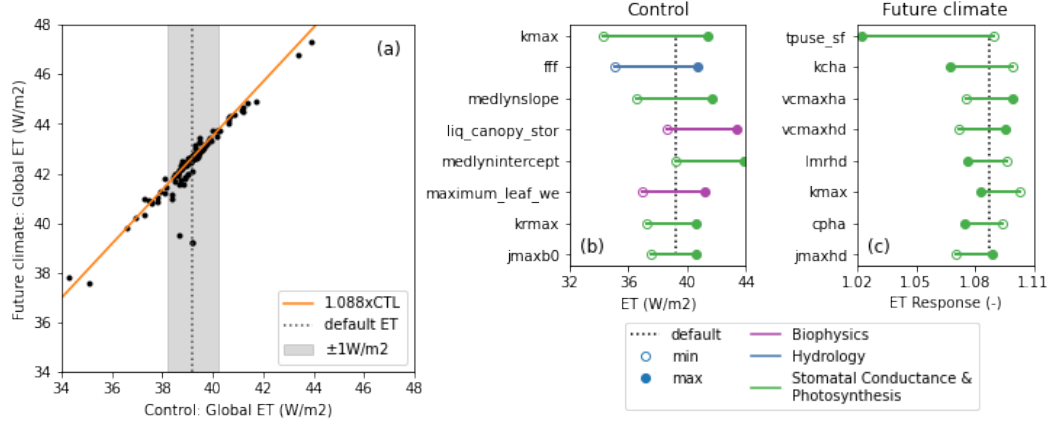 48
46
44
42
40
38
36
34
34
36
38
40
42
44
46
48
Future climate: Global ET (W/m2)
Control: Global ET (W/m2)
(a)
1.088xCTL
default ET
±1W/m2
Control
kmax
fff
medlynslope
liq_canopy_stor
medlynintercept
maximum_leaf_we
krmax
jmaxb0
(b)
32
36
40
44
ET (W/m2)
Future climate
tpuse_sf
kcha
vcmaxha
vcmaxhd
lmrhd
kmax
cpha
jmaxhd
(c)
1.02
1.05
1.08
1.11
ET Response (-)
default
min
max
Biophysics
Hydrology
Stomatal Conductance &
Photosynthesis